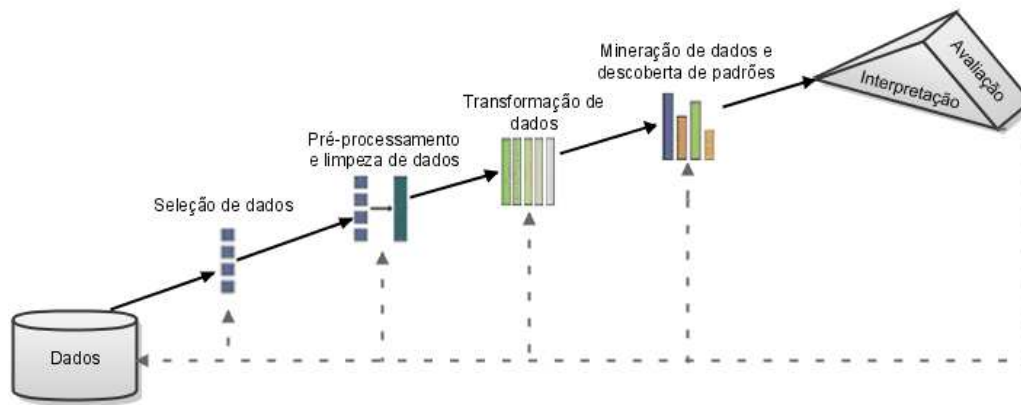 Dados
Seleção de dados
Pré-processamento
e limpeza de dados
Transformação de
dados
Mineração de dados e
descoberta de padrões
Interpretação
Avaliação